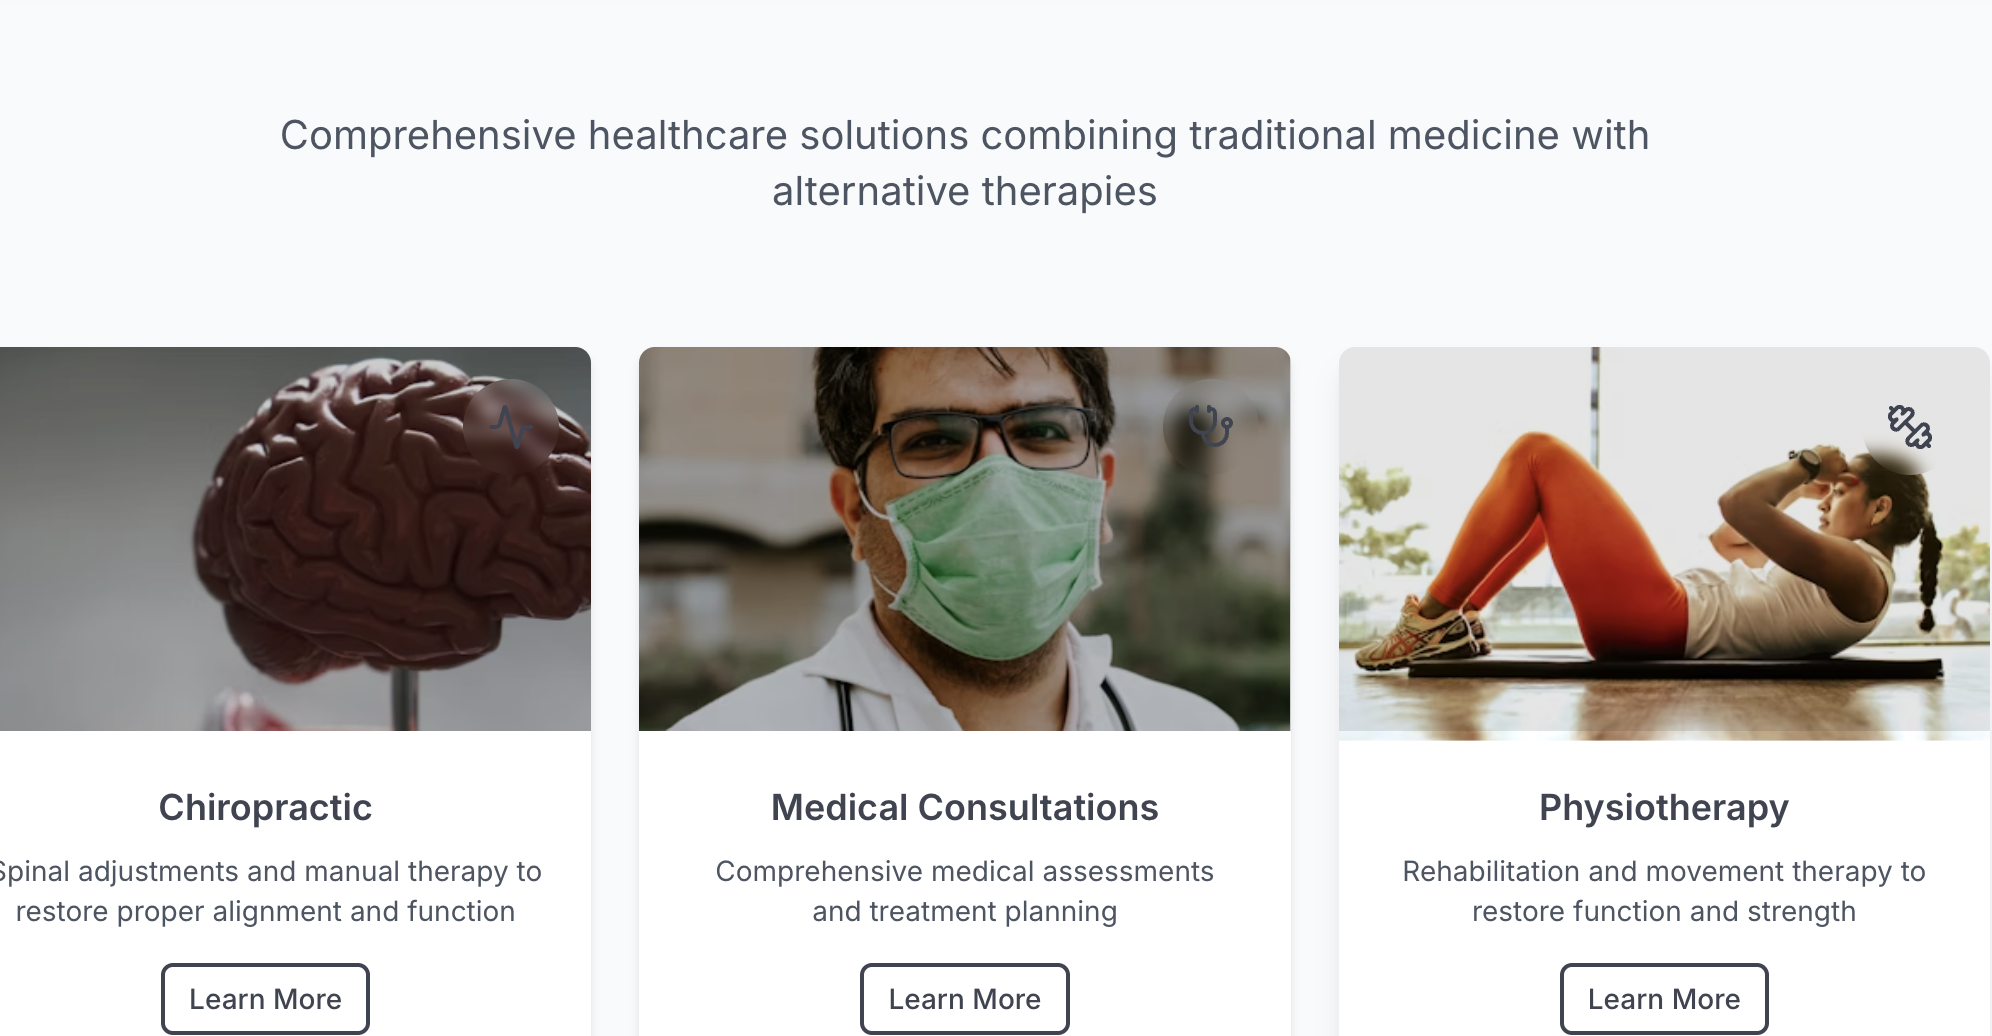 Comprehensive healthcare solutions combining traditional medicine with
alternative therapies
Chiropractic
Spinal adjustments and manual therapy to
restore proper alignment and function
Learn More
Medical Consultations
Comprehensive medical assessments
and treatment planning
Learn More
Physiotherapy
Rehabilitation and movement therapy to
restore function and strength
Learn More